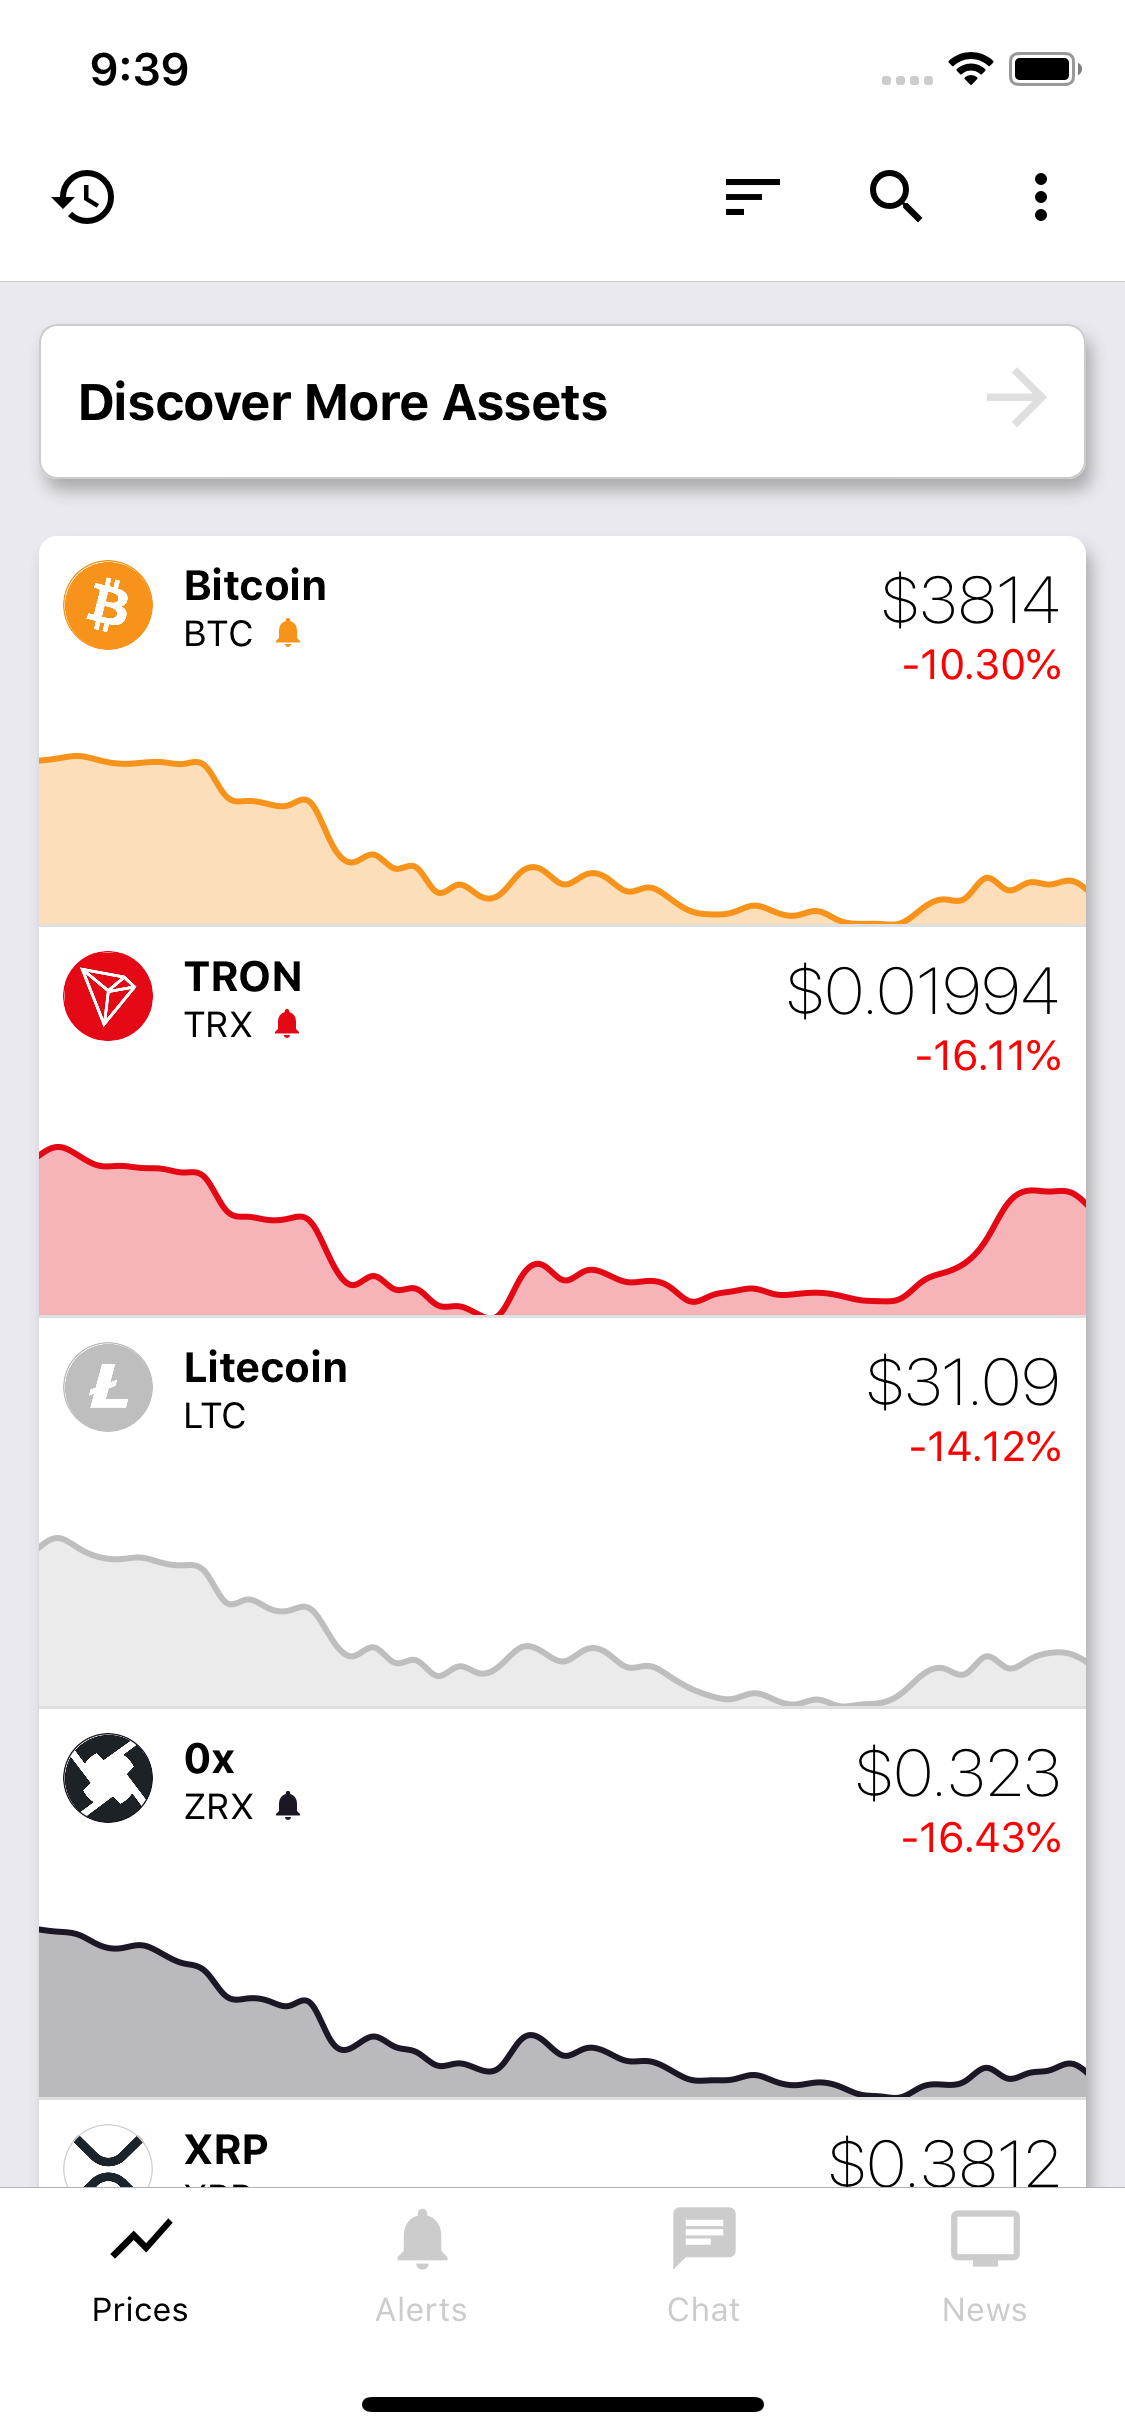 9:39
Discover More Assets
Bitcoin
BTC
$3814
-10.30%
TRON
TRX
$0.01994
-16.11%
Litecoin
LTC
$31.09
-14.12%
0x
ZRX
$0.323
-16.43%
XRP
$0.3812
Prices
Alerts
Chat
News